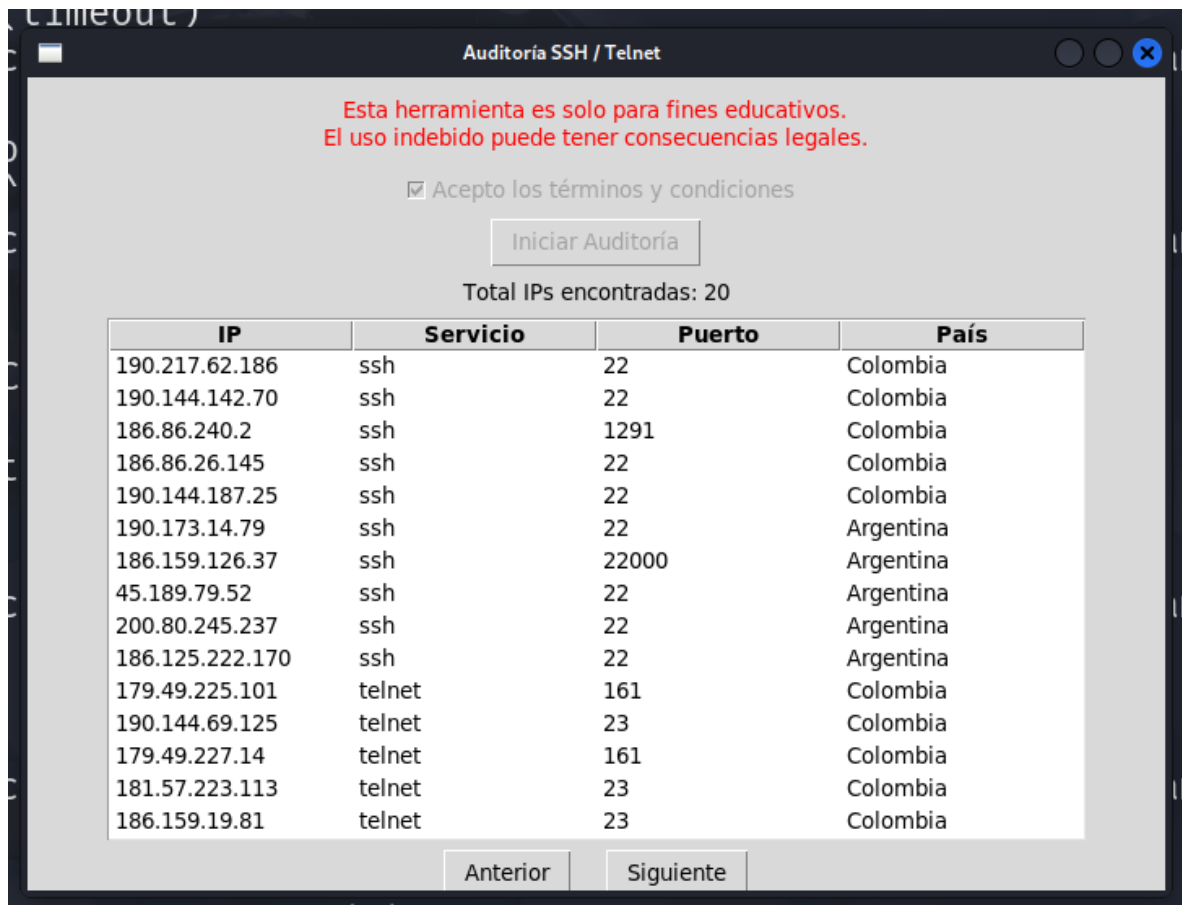 timeout)
Auditoría SSH / Telnet
Esta herramienta es solo para fines educativos.
El uso indebido puede tener consecuencias legales.
Acepto los términos y condiciones
Iniciar Auditoría
Total IPs encontradas: 20
IP Servicio Puerto País
190.217.62.186 ssh 22 Colombia
190.144.142.70 ssh 22 Colombia
186.86.240.2 ssh 1291 Colombia
186.86.26.145 ssh 22 Colombia
190.144.187.25 ssh 22 Colombia
190.173.14.79 ssh 22 Argentina
186.159.126.37 ssh 22000 Argentina
45.189.79.52 ssh 22 Argentina
200.80.245.237 ssh 22 Argentina
186.125.222.170 ssh 22 Argentina
179.49.225.101 telnet 161 Colombia
190.144.69.125 telnet 23 Colombia
179.49.227.14 telnet 161 Colombia
181.57.223.113 telnet 23 Colombia
186.159.19.81 telnet 23 Colombia
Anterior Siguiente